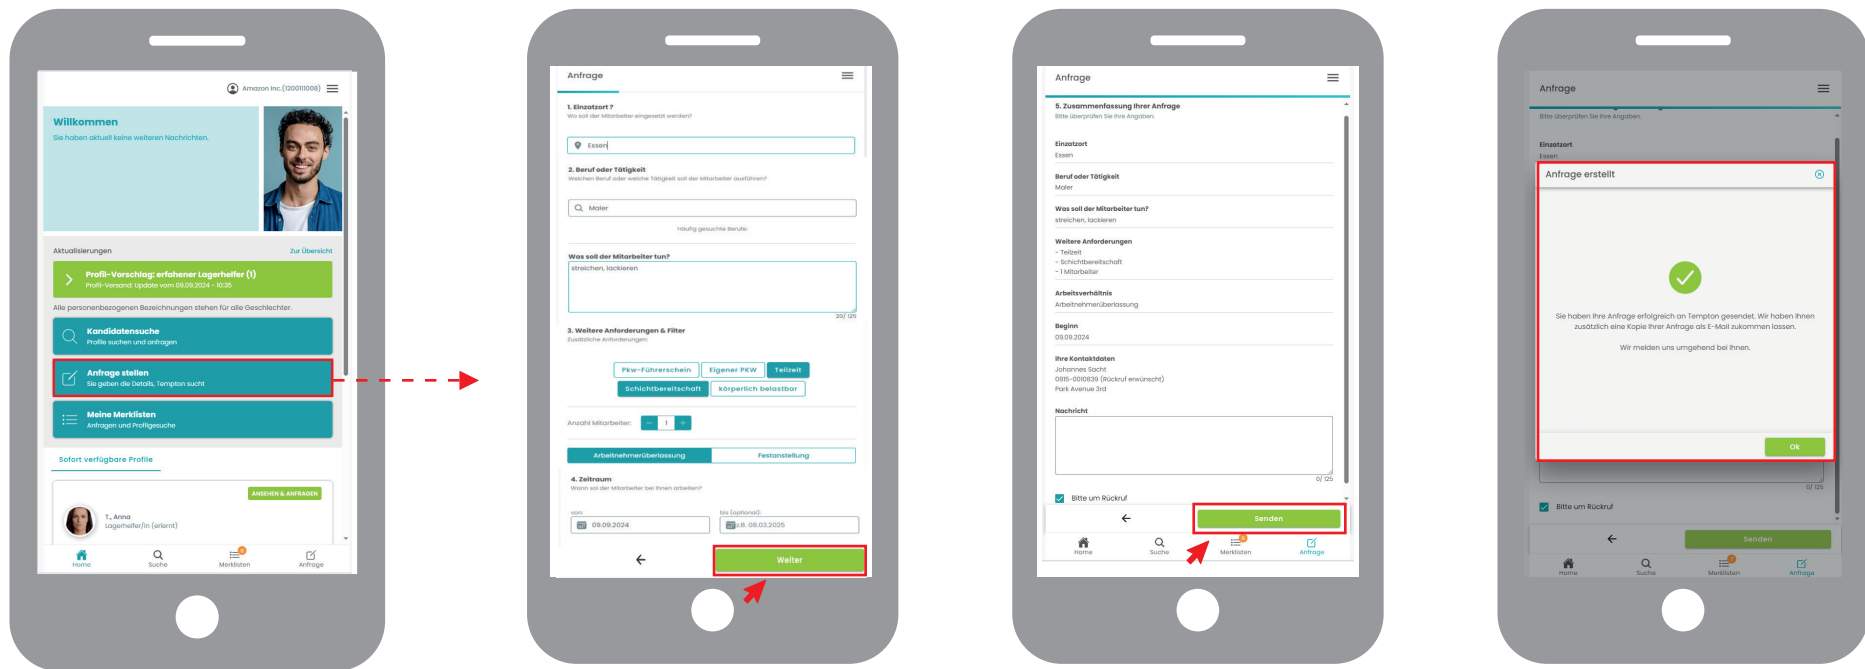 Amazon Inc.(1200111008)
Willkommen
Sie haben aktuell keine weiteren Nachrichten.
Aktualisierungen
Zur Übersicht
Profil-Vorschlag: erfahener Lagerhelfer (1)
Profil-Versand: Update vom 09.09.2024 - 10:35
Alle personenbezogenen Bezeichnungen stehen für alle Geschlechter.
Kandidatensuche
Profile suchen und anfragen
Anfrage stellen
Sie geben die Details, Tempton sucht
Meine Merklisten
Anfragen und Profilgesuche
Sofort verfügbare Profile
ANSEHEN & ANFRAGEN
T., Anna
Lagerhelfer/in (erlernt)
Home
Suche
Merklisten
Anfrage
Anfrage
1. Einzatzort ?
Wo soll der Mitarbeiter eingesetzt werden?
Essen
2. Beruf oder Tätigkeit
Welchen Beruf oder welche Tätigkeit soll der Mitarbeiter ausführen?
Maler
Häufig gesuchte Berufe:
Was soll der Mitarbeiter tun?
streichen, lackieren
20/ 125
3. Weitere Anforderungen & Filter
Zusätzliche Anforderungen:
Pkw-Führerschein
Eigener PKW
Teilzeit
Schichtbereitschaft
körperlich belastbar
Anzahl Mitarbeiter:
1
Arbeitnehmerüberlassung
Festanstellung
4. Zeitraum
Wann soll der Mitarbeiter bei Ihnen arbeiten?
von:
bis (optional):
09.09.2024
z.B. 08.03.2025
Weiter
Anfrage
5. Zusammenfassung Ihrer Anfrage
Bitte überprüfen Sie Ihre Angaben.
Einzatzort
Essen
Beruf oder Tätigkeit
Maler
Was soll der Mitarbeiter tun?
streichen, lackieren
Weitere Anforderungen
- Teilzeit
- Schichtbereitschaft
- 1 Mitarbeiter
Arbeitsverhältnis
Arbeitnehmerüberlassung
Beginn
09.09.2024
Ihre Kontaktdaten
Johannes Sacht
0815-0010839 (Rückruf erwünscht)
Park Avenue 3rd
Nachricht
0/ 125
Bitte um Rückruf
Senden
Home
Suche
Merklisten
Anfrage
Anfrage
Bitte überprüfen Sie Ihre Angaben.
Einzatzort
Essen
Anfrage erstellt
Sie haben Ihre Anfrage erfolgreich an Tempton gesendet. Wir haben Ihnen
zusätzlich eine Kopie Ihrer Anfrage als E-Mail zukommen lassen.
Wir melden uns umgehend bei Ihnen.
Ok
0/ 125
Bitte um Rückruf
Senden
Home
Suche
Merklisten
Anfrage